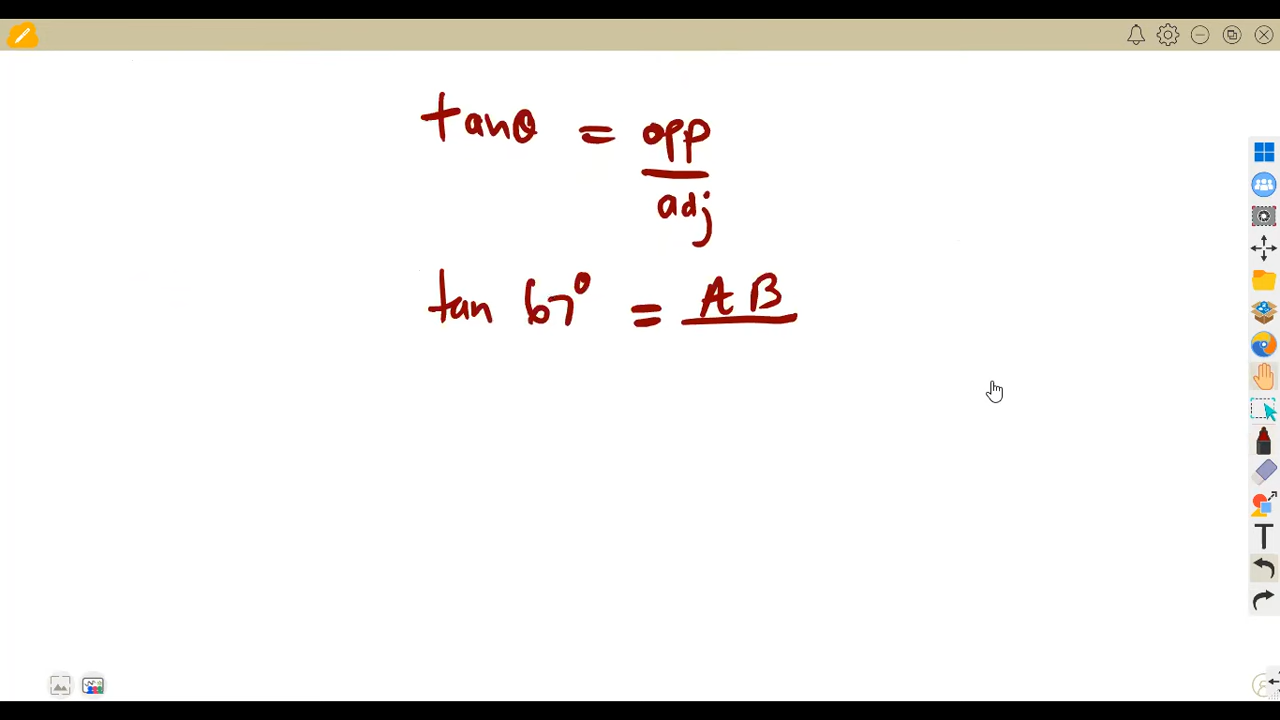 tanθ = opp
adj
tan 67° = AB
T